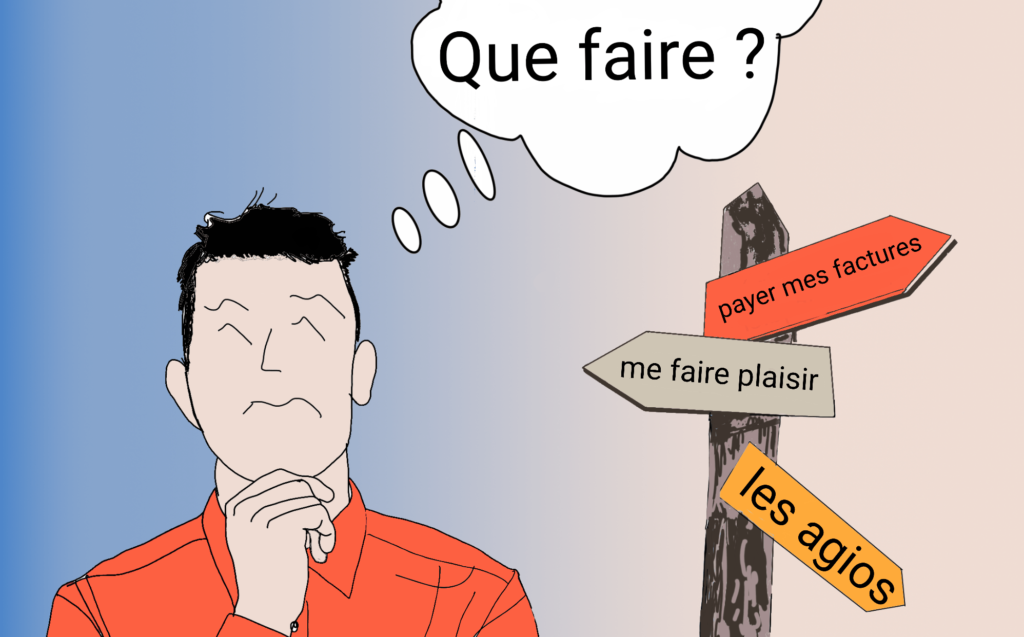 Que faire ?
payer mes factures
me faire plaisir
les agios